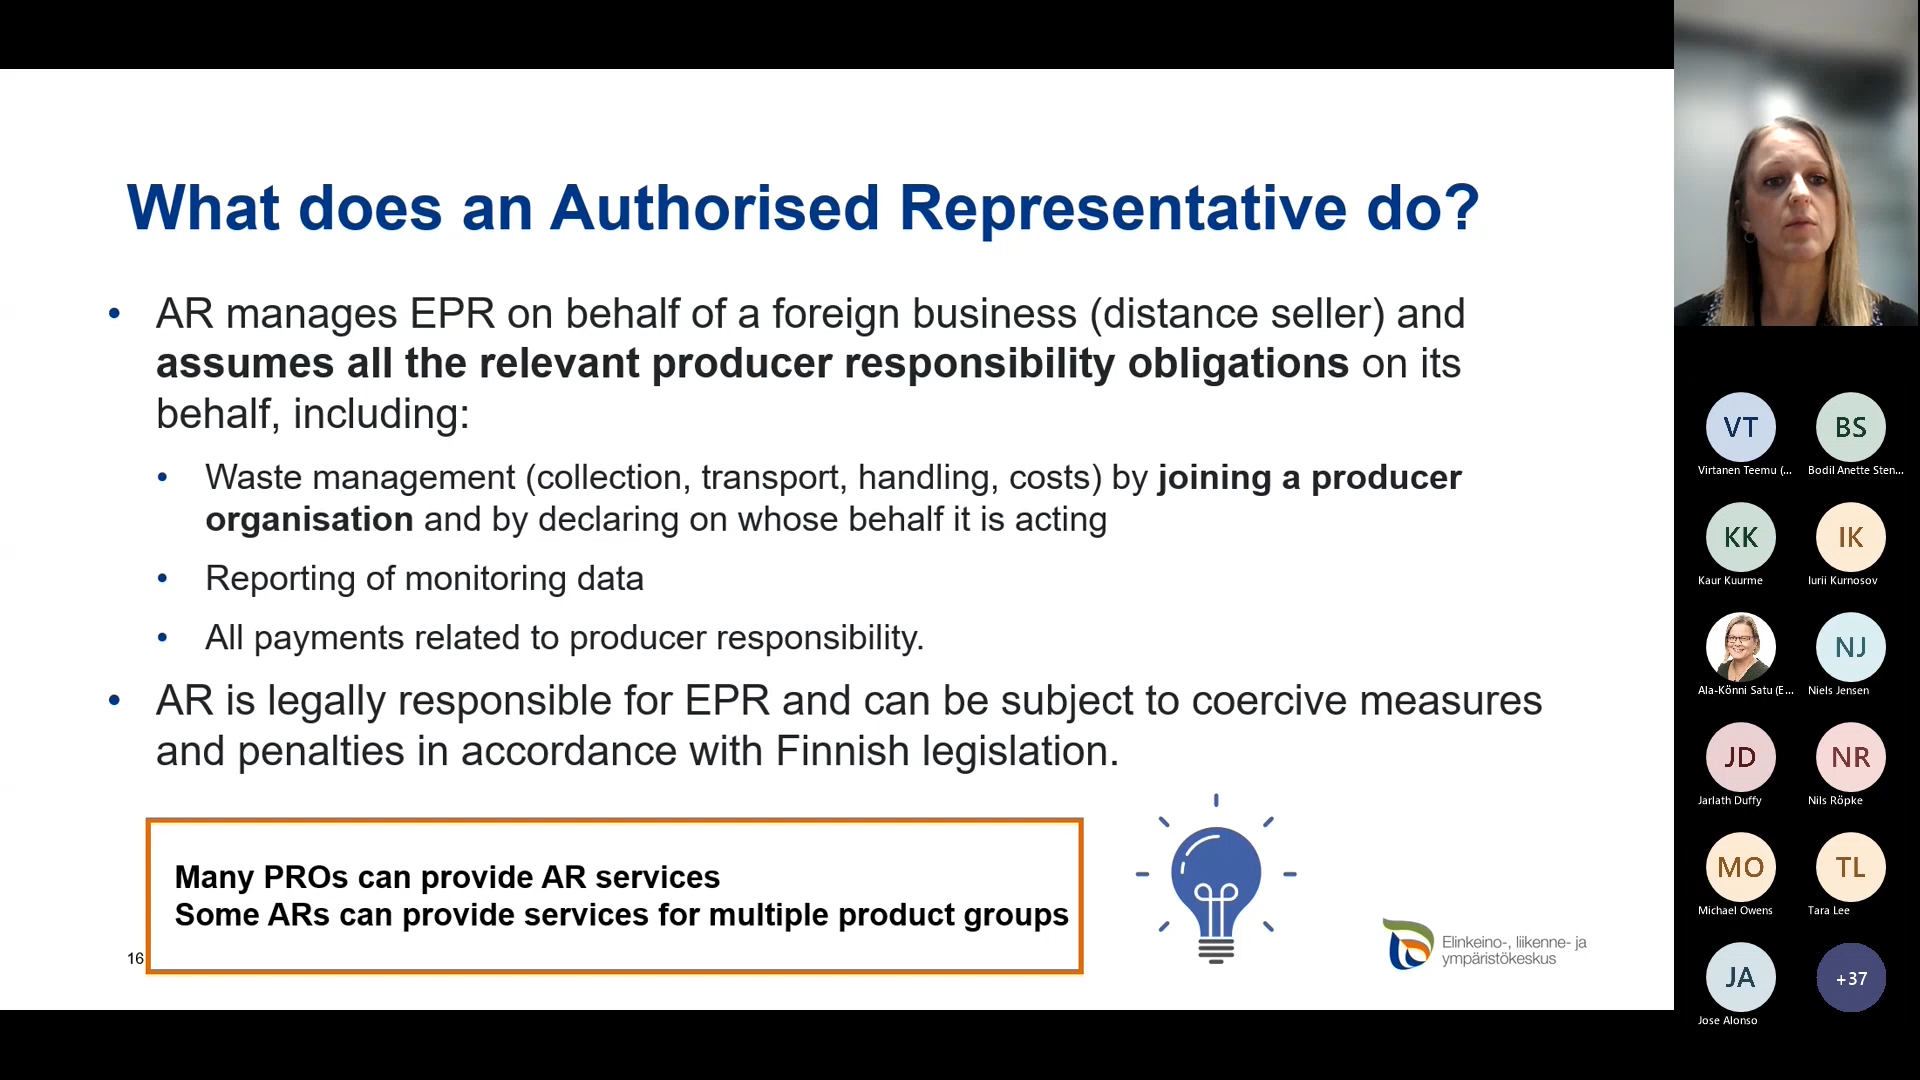 What does an Authorised Representative do?
• AR manages EPR on behalf of a foreign business (distance seller) and
assumes all the relevant producer responsibility obligations on its
behalf, including:
• Waste management (collection, transport, handling, costs) by joining a producer
organisation and by declaring on whose behalf it is acting
• Reporting of monitoring data
• All payments related to producer responsibility.
• AR is legally responsible for EPR and can be subject to coercive measures
and penalties in accordance with Finnish legislation.
Many PROs can provide AR services
Some ARs can provide services for multiple product groups
16
Elinkeino-, liikenne- ja
ympäristökeskus
VT BS
Virtanen Teemu (... Bodil Anette Sten...
KK IK
Kaur Kuurme Iurii Kurnosov
NJ
Ala-Könni Satu (E... Niels Jensen
JD NR
Jarlath Duffy Nils Röpke
MO TL
Michael Owens Tara Lee
JA +37
Jose Alonso